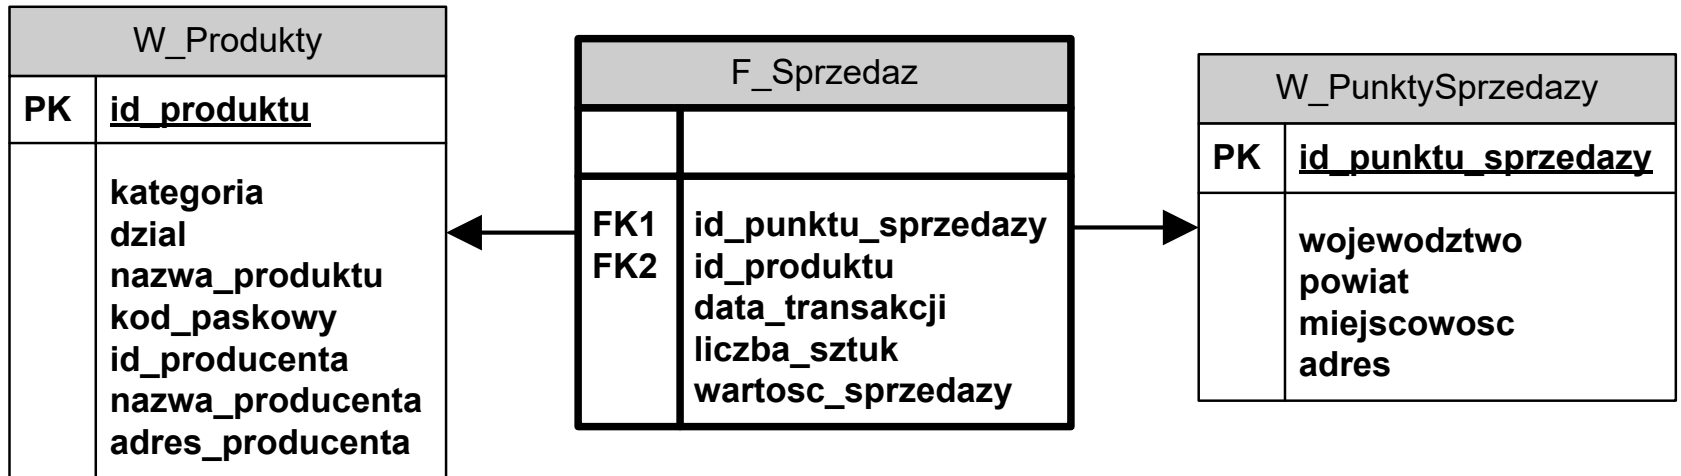 W_Produkty
PK id_produktu
kategoria
dzial
nazwa_produktu
kod_paskowy
id_producenta
nazwa_producenta
adres_producenta
F_Sprzedaz
FK1 id_punktu_sprzedazy
FK2 id_produktu
data_transakcji
liczba_sztuk
wartosc_sprzedazy
W_PunktySprzedazy
PK id_punktu_sprzedazy
wojewodztwo
powiat
miejscowosc
adres